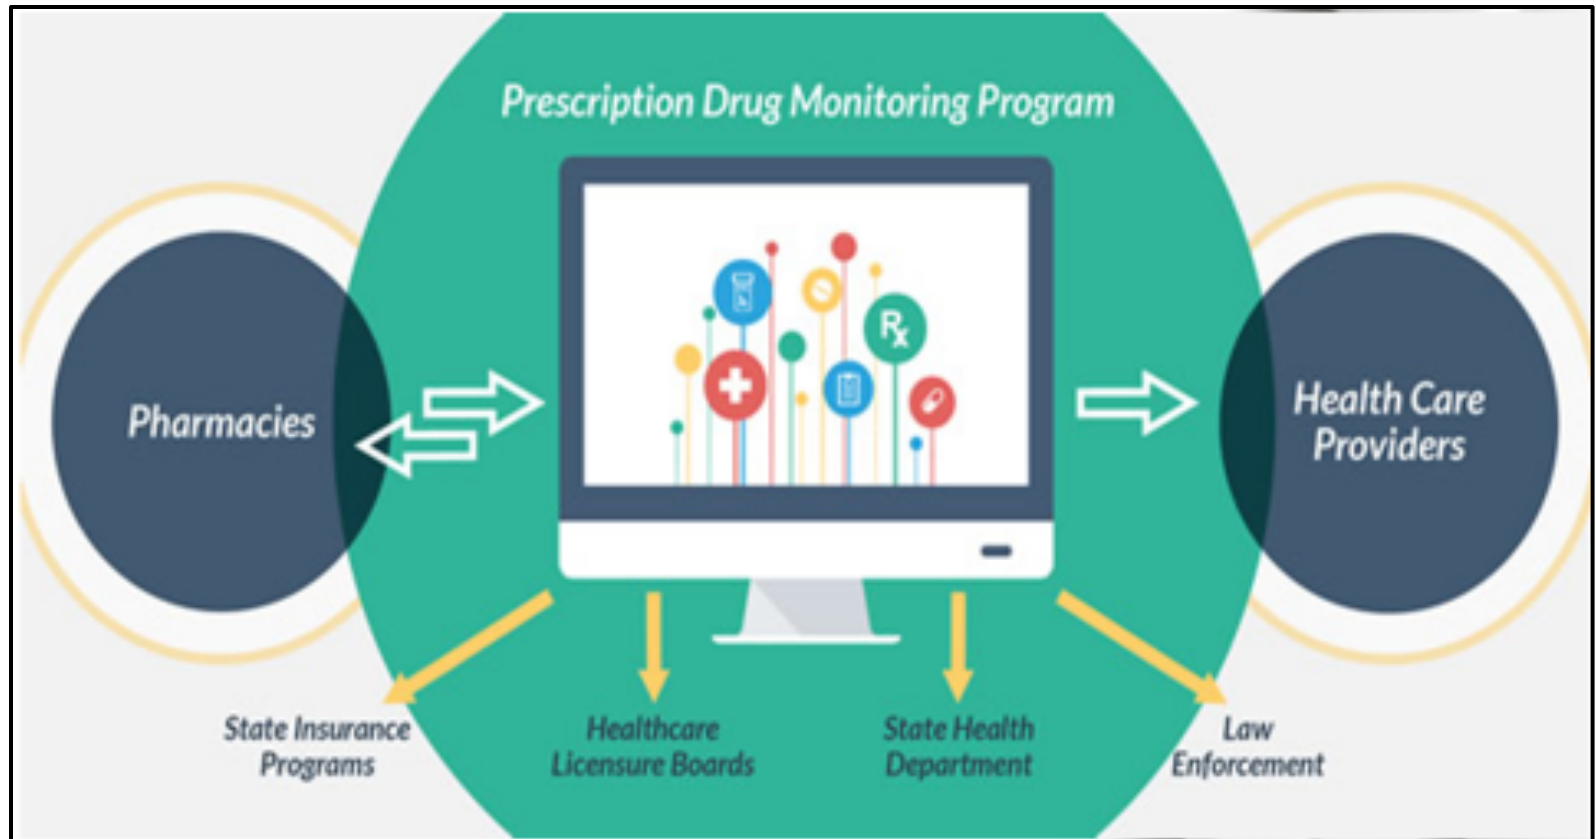 Prescription Drug Monitoring Program
Rx
Pharmacies
Health Care
Providers
State Insurance
Programs
Healthcare
Licensure Boards
State Health
Department
Law
Enforcement